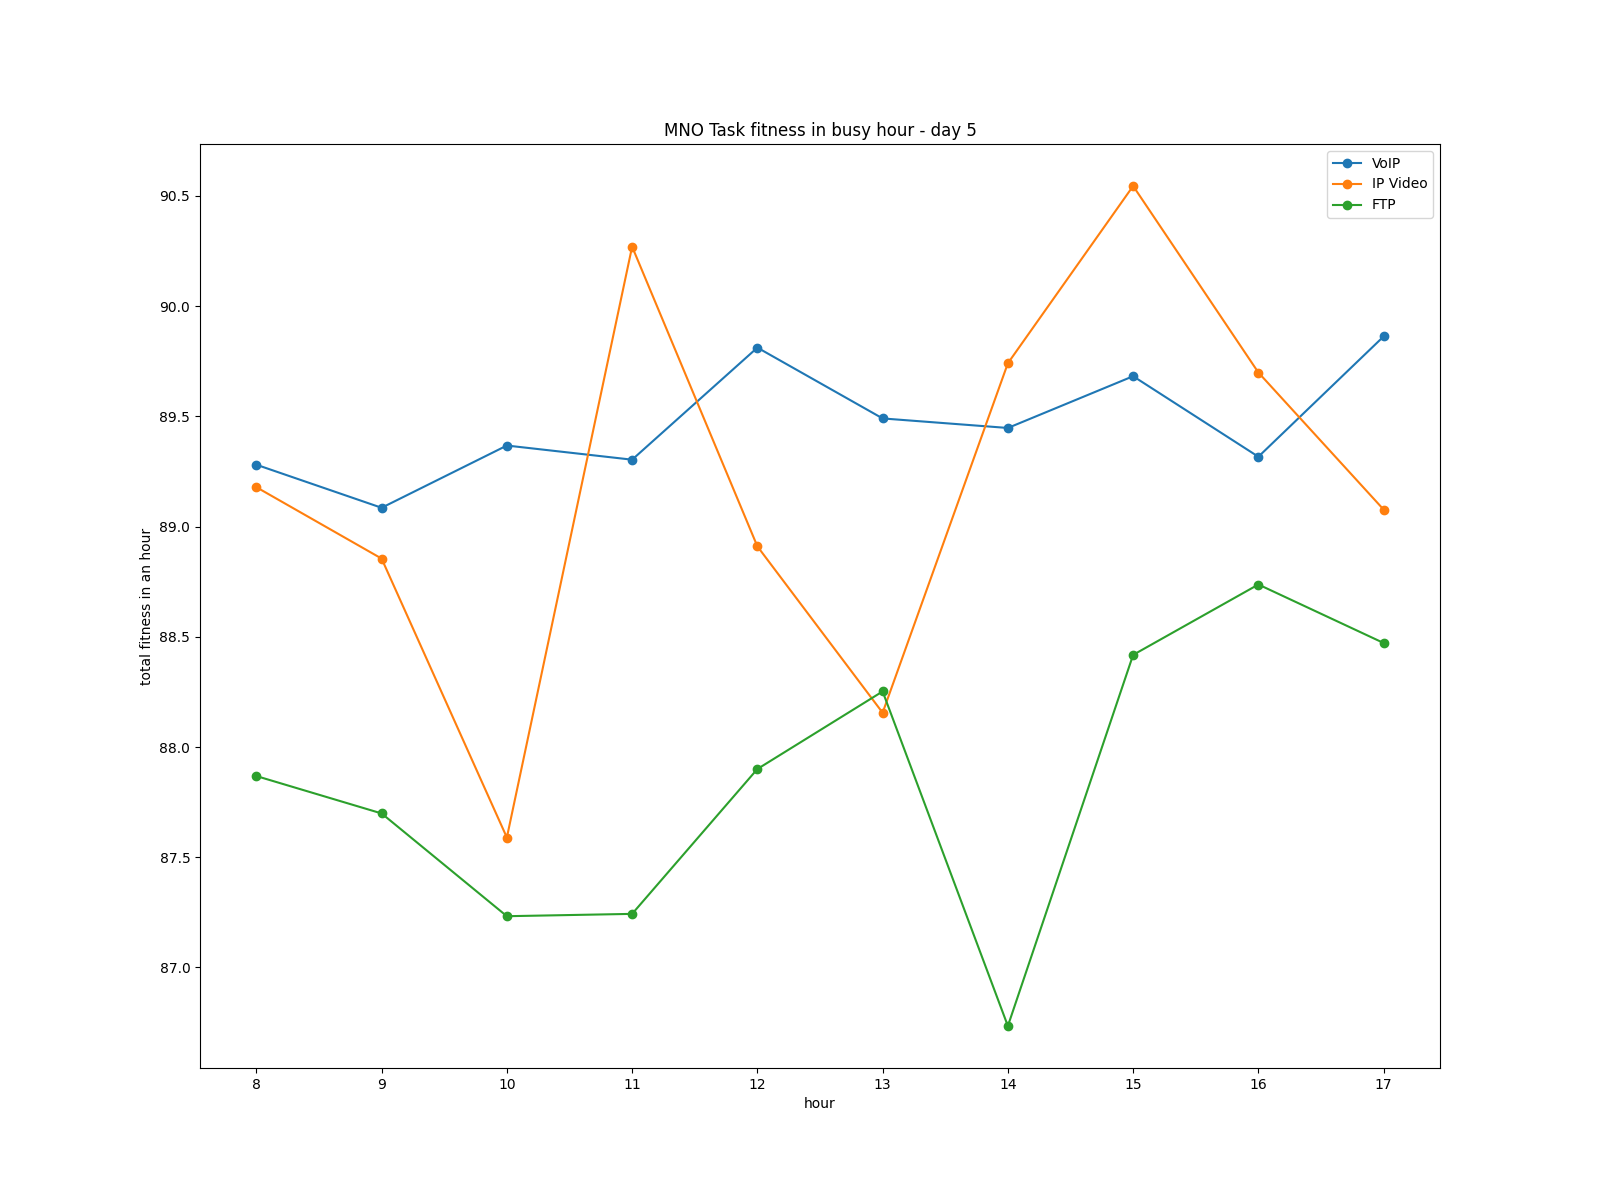 MNO Task fitness in busy hour - day 5
VoIP
IP Video
FTP
total fitness in an hour
90.5
90.0
89.5
89.0
88.5
88.0
87.5
87.0
8 9 10 11 12 13 14 15 16 17
hour